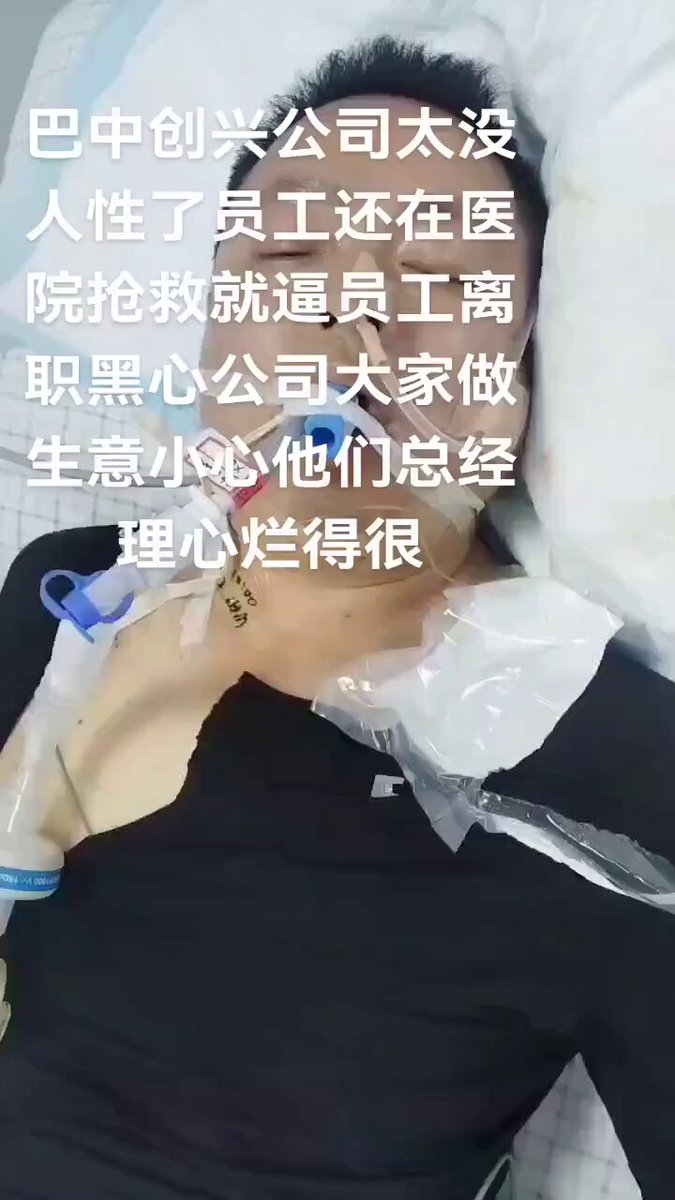 巴中创兴公司太没
人性了员工还在医
院抢救就逼员工离
职黑心公司大家做
生意小心他们总经
理心烂得很